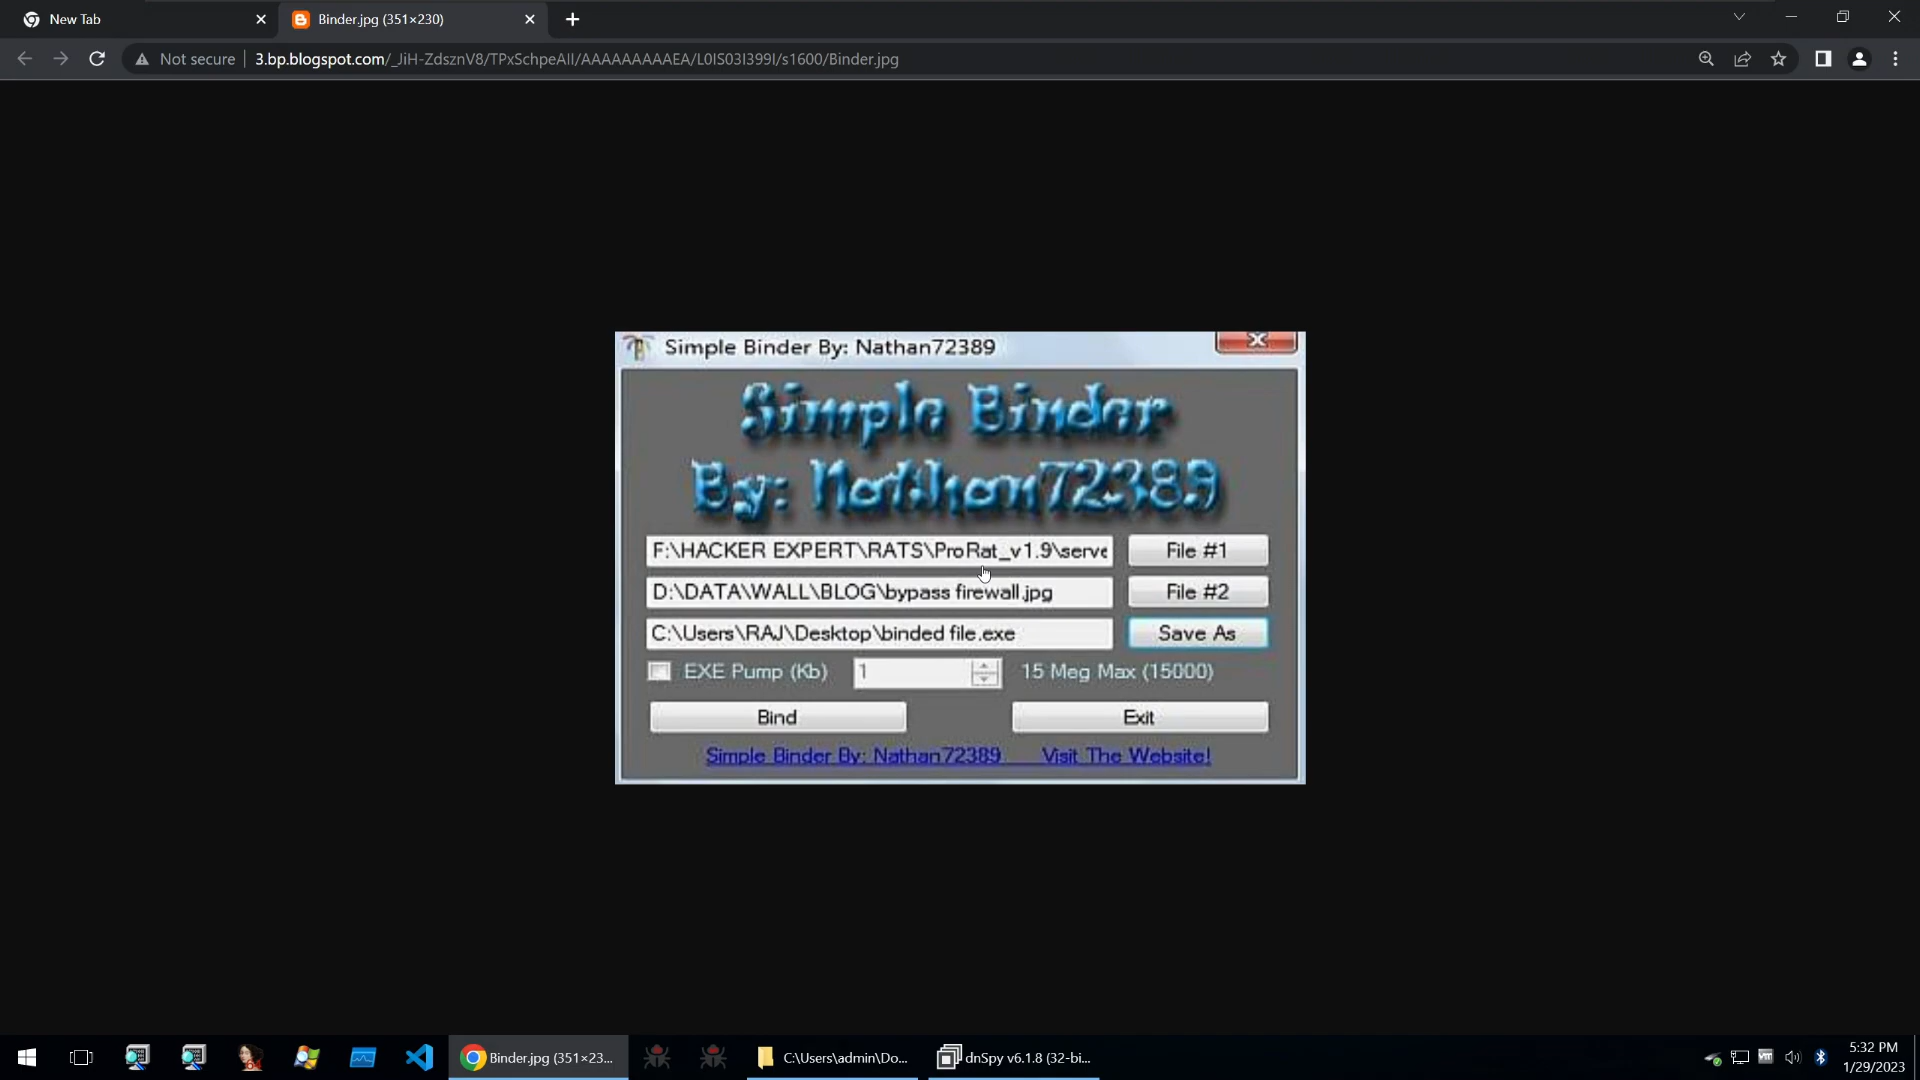 New Tab
Binder.jpg (351×230)
Not secure
3.bp.blogspot.com/_JiH-ZdsznV8/TPxSchpeAII/AAAAAAAAAEA/L0IS03I399I/s1600/Binder.jpg
Simple Binder By: Nathan72389
Simple Binder
By: Nathan72389
F:\HACKER EXPERT\RATS\ProRat_v1.9\serve
File #1
D:\DATA\WALL\BLOG\bypass firewall.jpg
File #2
C:\Users\RAJ\Desktop\binded file.exe
Save As
EXE Pump (Kb)
1
15 Meg Max (15000)
Bind
Exit
Simple Binder By: Nathan72389
Visit The Website!
Binder.jpg (351×23...
C:\Users\admin\Do...
dnSpy v6.1.8 (32-bi...
5:32 PM
1/29/2023